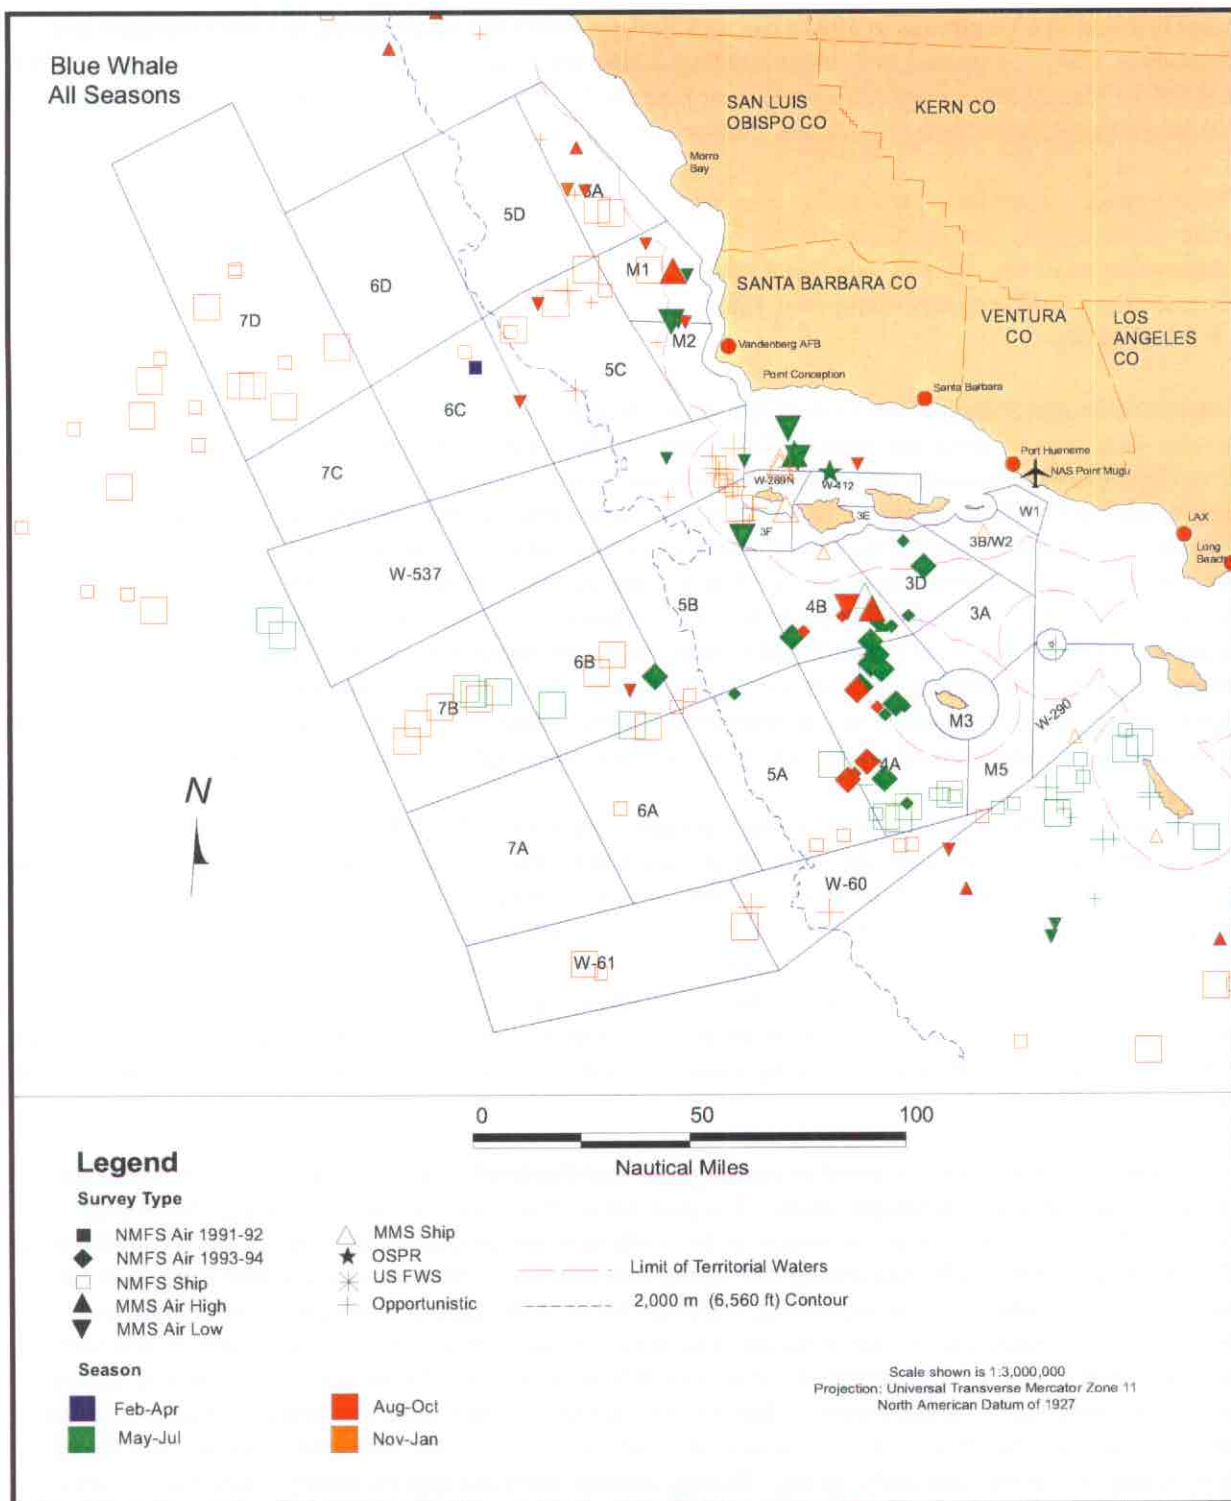 Blue Whale
All Seasons
SAN LUIS
OBISPO CO
KERN CO
Morro
Bay
5D
6A
6D
M1
SANTA BARBARA CO
7D
VENTURA
CO
LOS
ANGELES
CO
M2
Vandenberg AFB
5C
Point Conception
Santa Barbara
6C
Port Hueneme
NAS Point Mugu
7C
W-289N
W-412
W1
LAX
3E
3F
3B/W2
Long
Beach
W-537
3D
5B
4B
3A
6B
7B
M3
W-290
5A
4A
M5
N
6A
7A
W-60
W-61
0
50
100
Nautical Miles
Legend
Survey Type
NMFS Air 1991-92
NMFS Air 1993-94
NMFS Ship
MMS Air High
MMS Air Low
MMS Ship
OSPR
US FWS
Opportunistic
Limit of Territorial Waters
2,000 m (6,560 ft) Contour
Season
Feb-Apr
May-Jul
Aug-Oct
Nov-Jan
Scale shown is 1:3,000,000
Projection: Universal Transverse Mercator Zone 11
North American Datum of 1927